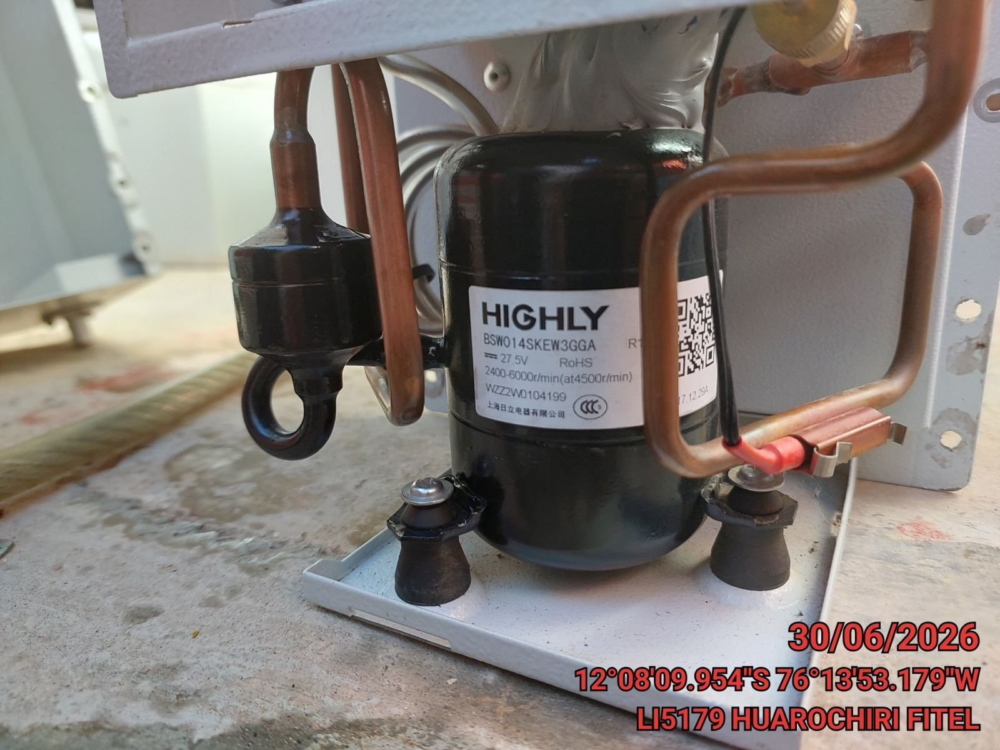 HIGHLY
BSW014SKEW3GGA
27.5V RoHS
2400-6000r/min(at4500r/min)
WZZ2W0104199
上海日立电器有限公司 CCC S
17.12.29A
30/06/2026
12°08'09.954"S 76°13'53.179"W
LI5179 HUAROCHIRI FITEL